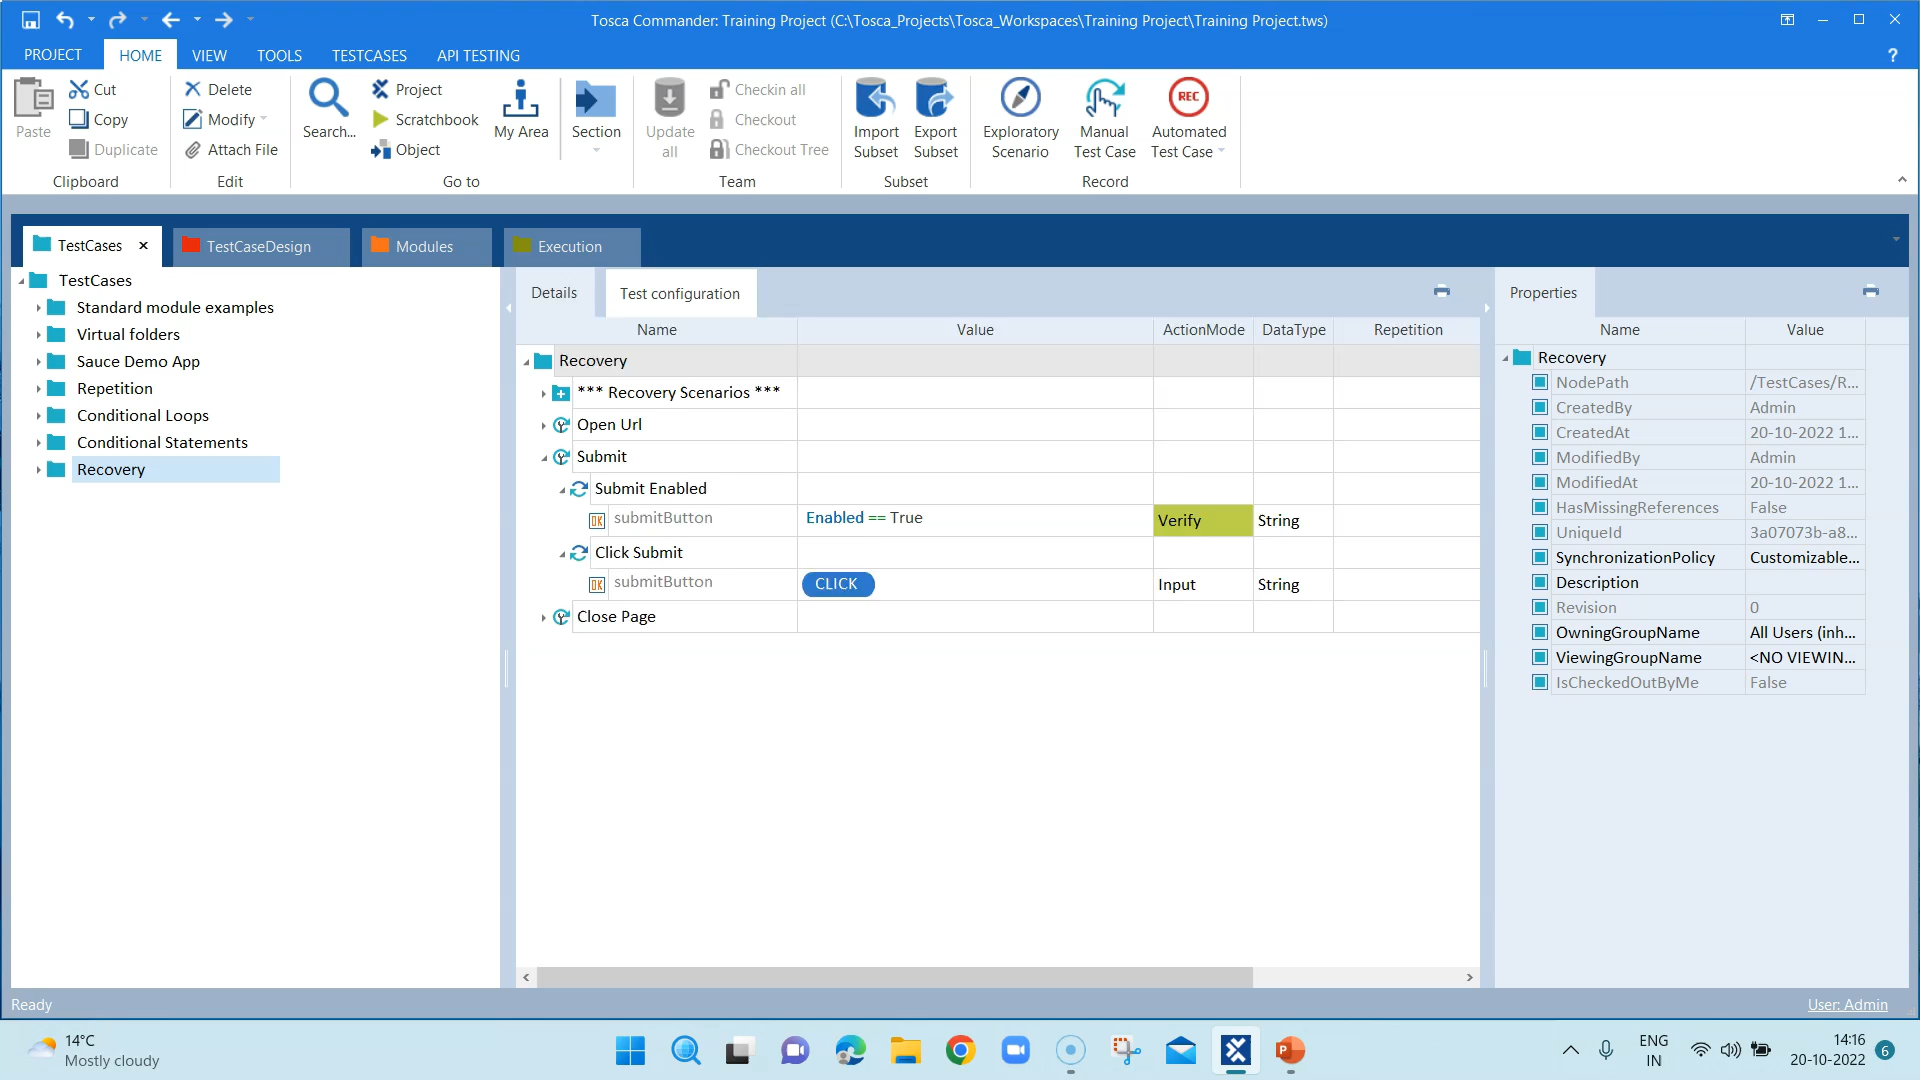 Tosca Commander: Training Project (C:\Tosca_Projects\Tosca_Workspaces\Training Project\Training Project.tws)
PROJECT HOME VIEW TOOLS TESTCASES API TESTING ?
Paste
Cut
Copy
Duplicate
Clipboard
Delete
Modify
Attach File
Edit
Search...
Project
Scratchbook
Object
My Area
Section
Go to
Update all
Checkin all
Checkout
Checkout Tree
Team
Import Subset
Export Subset
Subset
Exploratory Scenario
Manual Test Case
REC
Automated Test Case
Record
TestCases TestCaseDesign Modules Execution
TestCases
Standard module examples
Virtual folders
Sauce Demo App
Repetition
Conditional Loops
Conditional Statements
Recovery
Details Test configuration
Name Value ActionMode DataType Repetition
Recovery
*** Recovery Scenarios ***
Open Url
Submit
Submit Enabled
submitButton Enabled == True Verify String
Click Submit
submitButton CLICK Input String
Close Page
Properties
Name Value
Recovery
NodePath /TestCases/R...
CreatedBy Admin
CreatedAt 20-10-2022 1...
ModifiedBy Admin
ModifiedAt 20-10-2022 1...
HasMissingReferences False
UniqueId 3a07073b-a8...
SynchronizationPolicy Customizable...
Description
Revision 0
OwningGroupName All Users (inh...
ViewingGroupName <NO VIEWIN...
IsCheckedOutByMe False
Ready User: Admin
14°C
Mostly cloudy
ENG
IN
14:16
20-10-2022
6